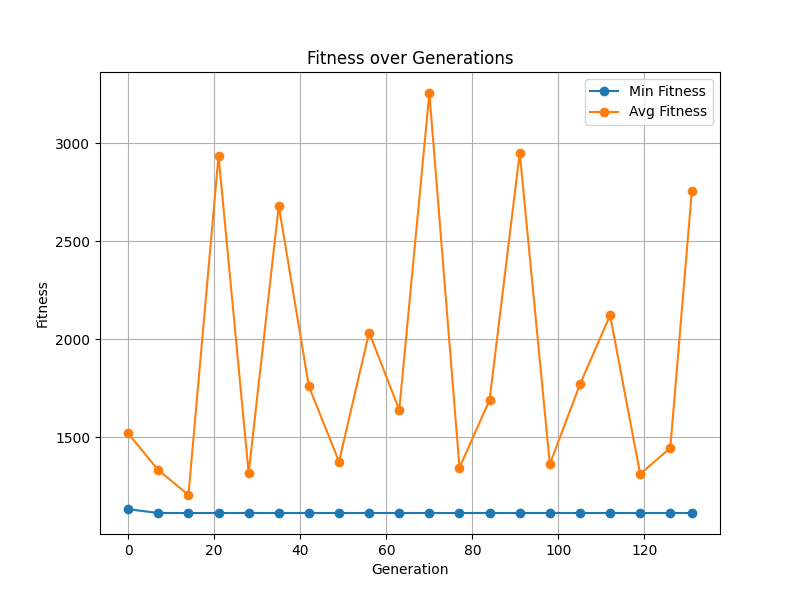 Fitness over Generations
Min Fitness
Avg Fitness
3000
2500
2000
1500
Fitness
0 20 40 60 80 100 120
Generation